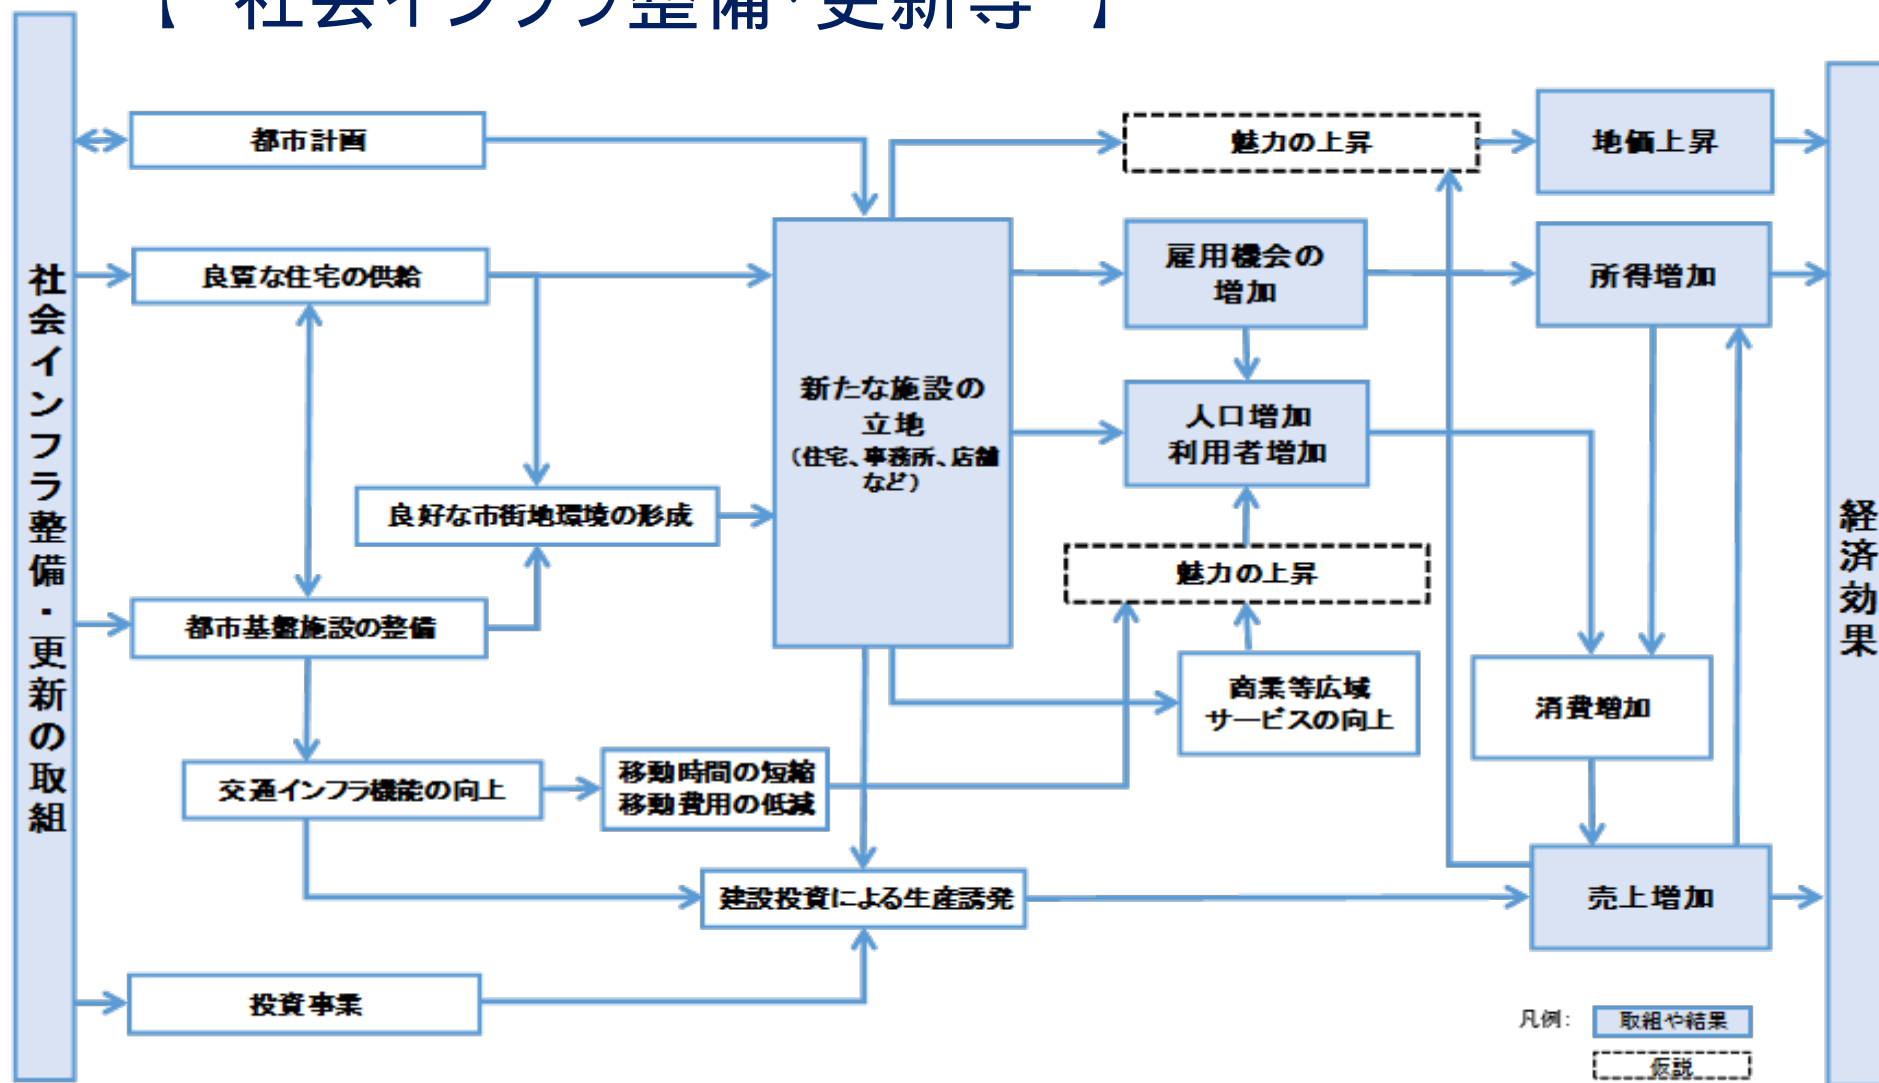 【 社会インフラ整備・更新等 】
社会インフラ整備・更新の取組
都市計画
良質な住宅の供給
良好な市街地環境の形成
都市基盤施設の整備
交通インフラ機能の向上
移動時間の短縮
移動費用の低減
建設投資による生産誘発
投資事業
新たな施設の
立地
（住宅、事務所、店舗
など）
魅力の上昇
雇用機会の
増加
人口増加
利用者増加
魅力の上昇
商業等広域
サービスの向上
地価上昇
所得増加
消費増加
売上増加
経済効果
凡例：
取組や結果
仮説